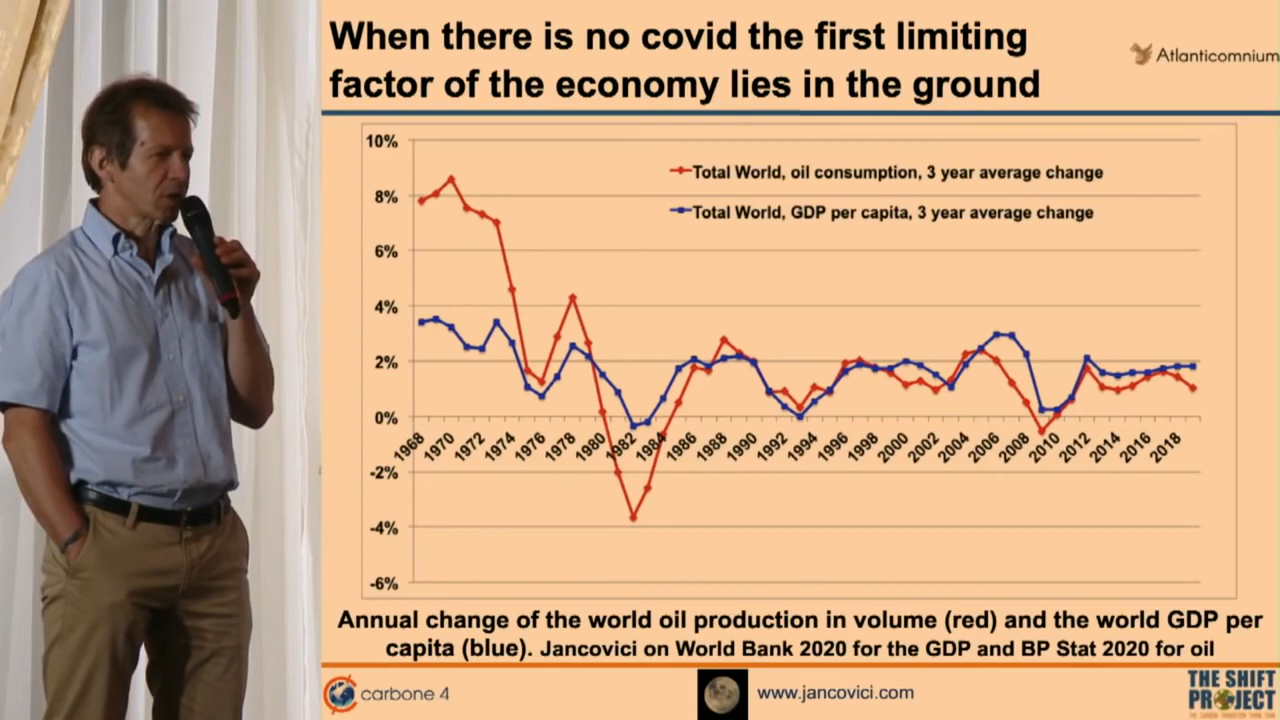 When there is no covid the first limiting
factor of the economy lies in the ground
Atlanticomnium
10%
8%
6%
4%
2%
0%
-2%
-4%
-6%
Total World, oil consumption, 3 year average change
Total World, GDP per capita, 3 year average change
1968 1970 1972 1974 1976 1978 1980 1982 1984 1986 1988 1990 1992 1994 1996 1998 2000 2002 2004 2006 2008 2010 2012 2014 2016 2018
Annual change of the world oil production in volume (red) and the world GDP per
capita (blue). Jancovici on World Bank 2020 for the GDP and BP Stat 2020 for oil
carbone 4
www.jancovici.com
THE SHIFT
PROJECT